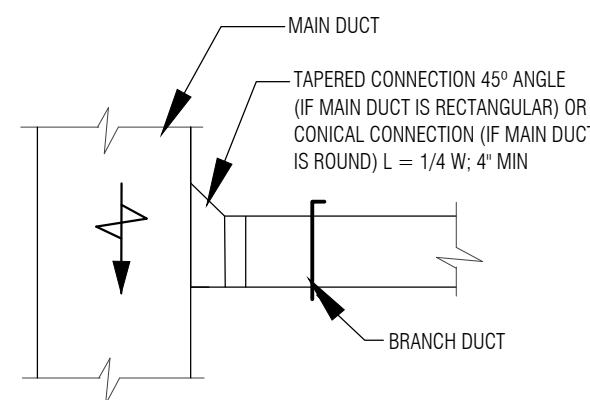 MAIN DUCT
TAPERED CONNECTION 45º ANGLE
(IF MAIN DUCT IS RECTANGULAR) OR
CONICAL CONNECTION (IF MAIN DUCT
IS ROUND) L = 1/4 W; 4" MIN
BRANCH DUCT